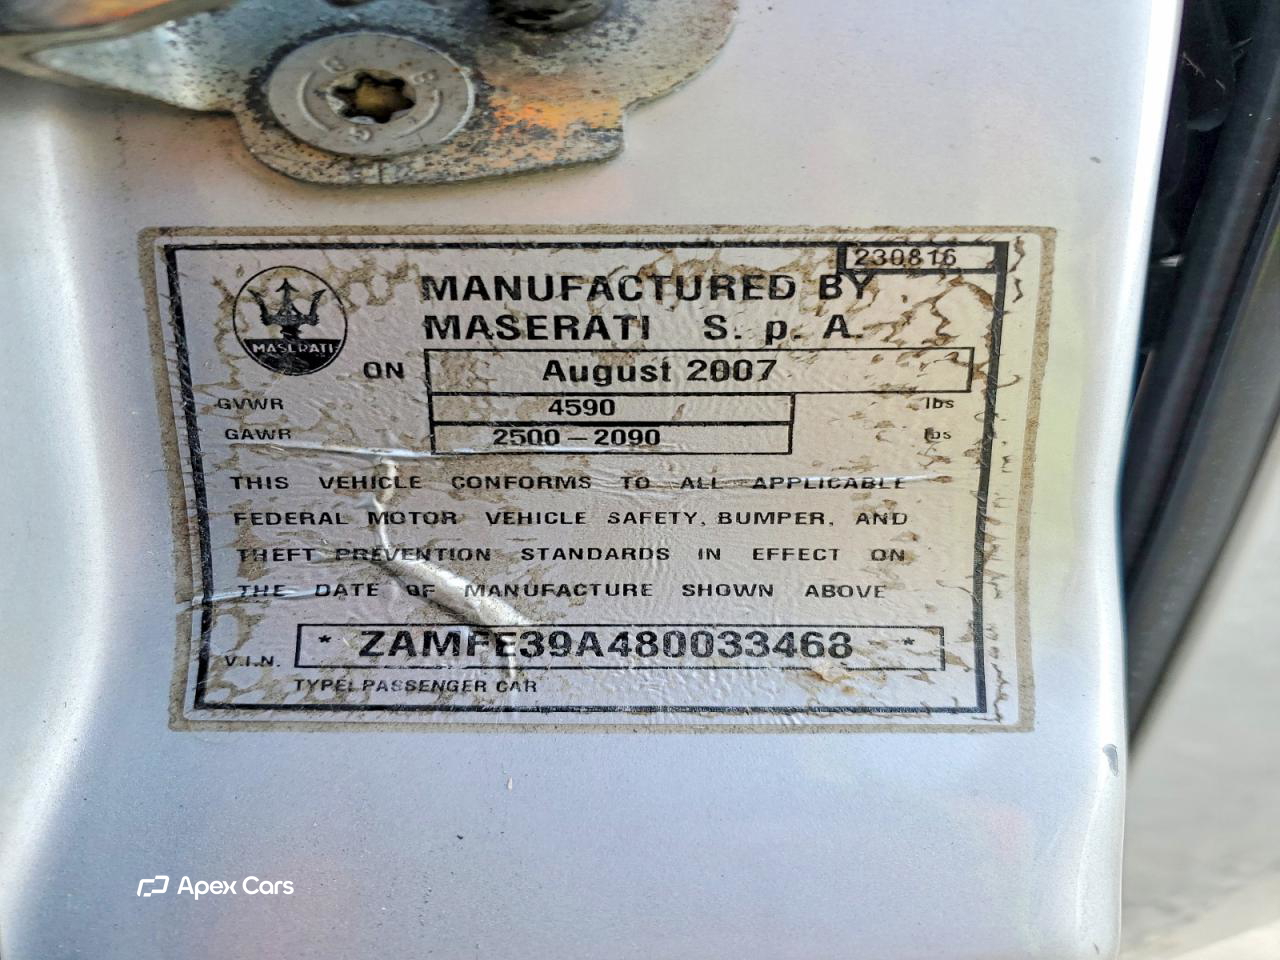 230816
MANUFACTURED BY
MASERATI S. p. A.
MASERATI
ON August 2007
GVWR 4590 lbs
GAWR 2500 – 2090 lbs
THIS VEHICLE CONFORMS TO ALL APPLICABLE
FEDERAL MOTOR VEHICLE SAFETY, BUMPER, AND
THEFT PREVENTION STANDARDS IN EFFECT ON
THE DATE OF MANUFACTURE SHOWN ABOVE
V.I.N. * ZAMFE39A480033468 *
TYPE: PASSENGER CAR
Apex Cars